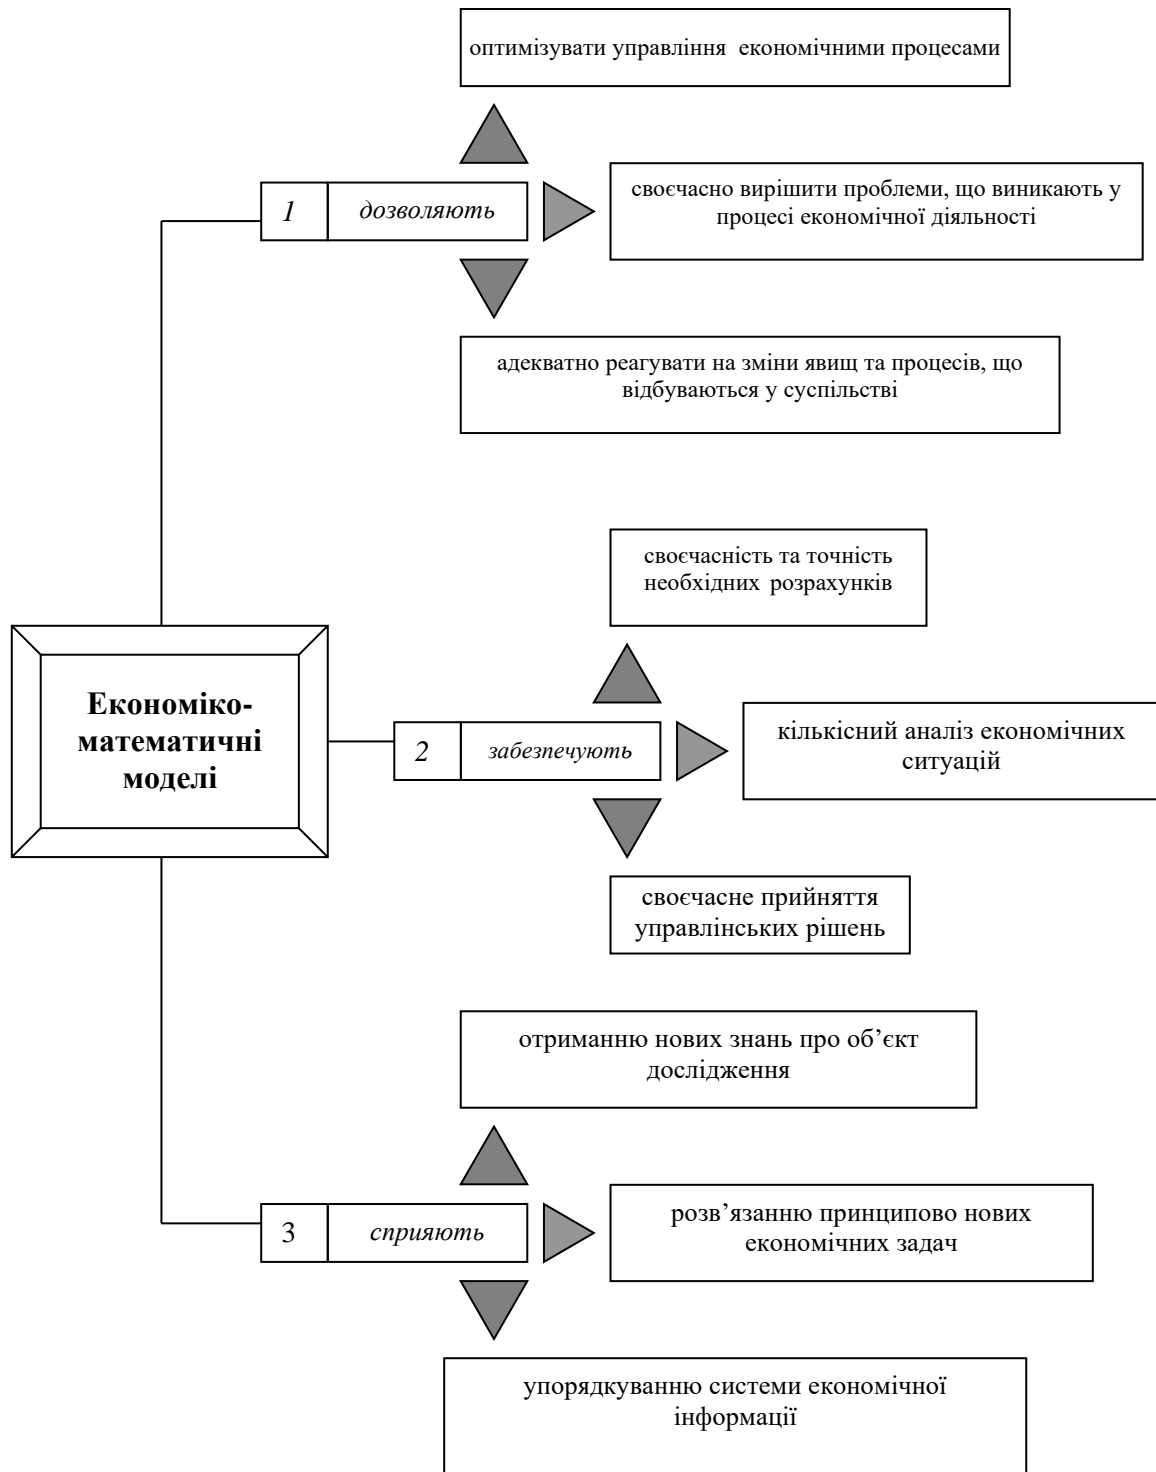 оптимізувати управління економічними процесами
1 дозволяють
своєчасно вирішити проблеми, що виникають у
процесі економічної діяльності
адекватно реагувати на зміни явищ та процесів, що
відбуваються у суспільстві
своєчасність та точність
необхідних розрахунків
Економіко-
математичні
моделі
2 забезпечують
кількісний аналіз економічних
ситуацій
своєчасне прийняття
управлінських рішень
отриманню нових знань про об’єкт
дослідження
3 сприяють
розв’язанню принципово нових
економічних задач
упорядкуванню системи економічної
інформації